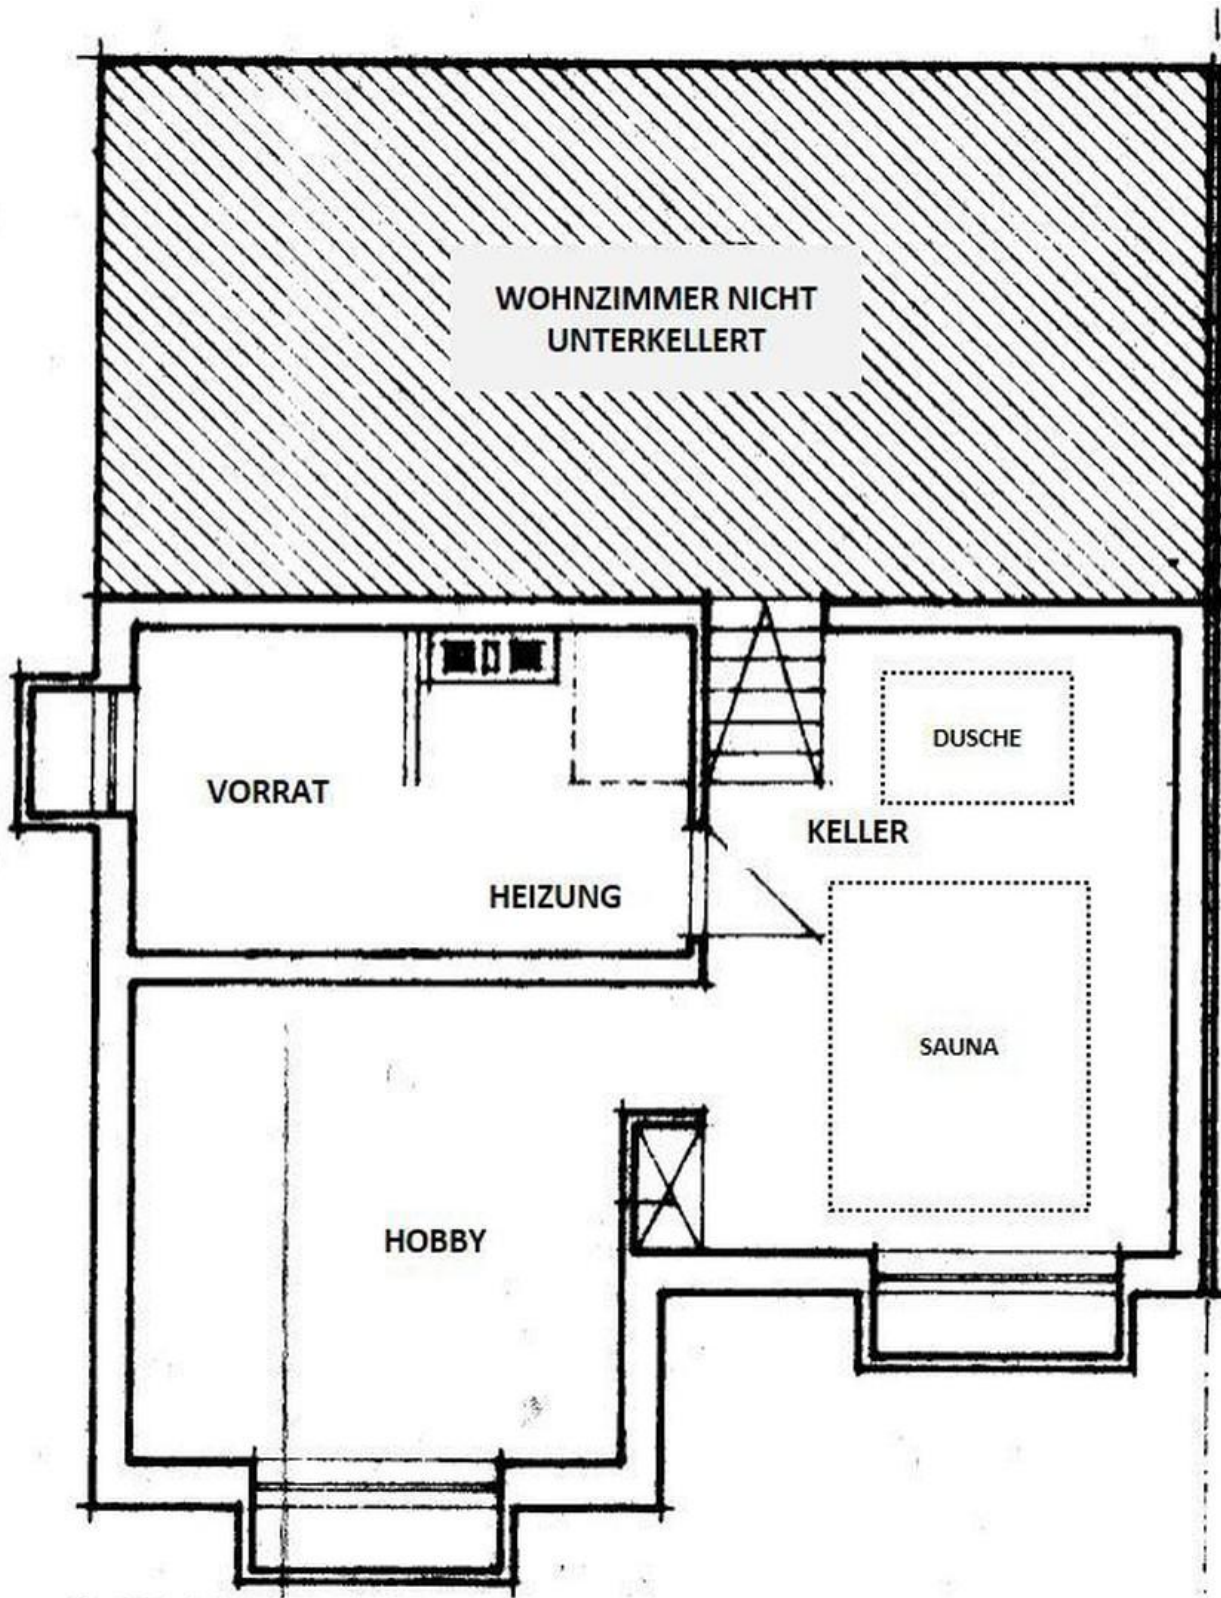 WOHNZIMMER NICHT
UNTERKELLERT
DUSCHE
VORRAT
KELLER
HEIZUNG
SAUNA
HOBBY